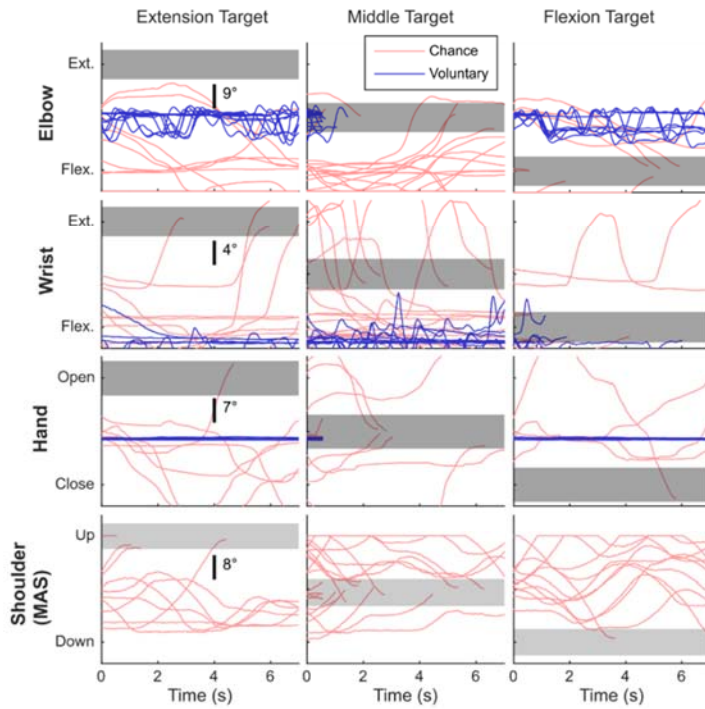 Extension Target
Middle Target
Flexion Target
Chance
Voluntary
Elbow
Ext.
9°
Flex.
Wrist
Ext.
4°
Flex.
Hand
Open
7°
Close
Shoulder
(MAS)
Up
8°
Down
0 2 4 6
0 2 4 6
0 2 4 6
Time (s)
Time (s)
Time (s)